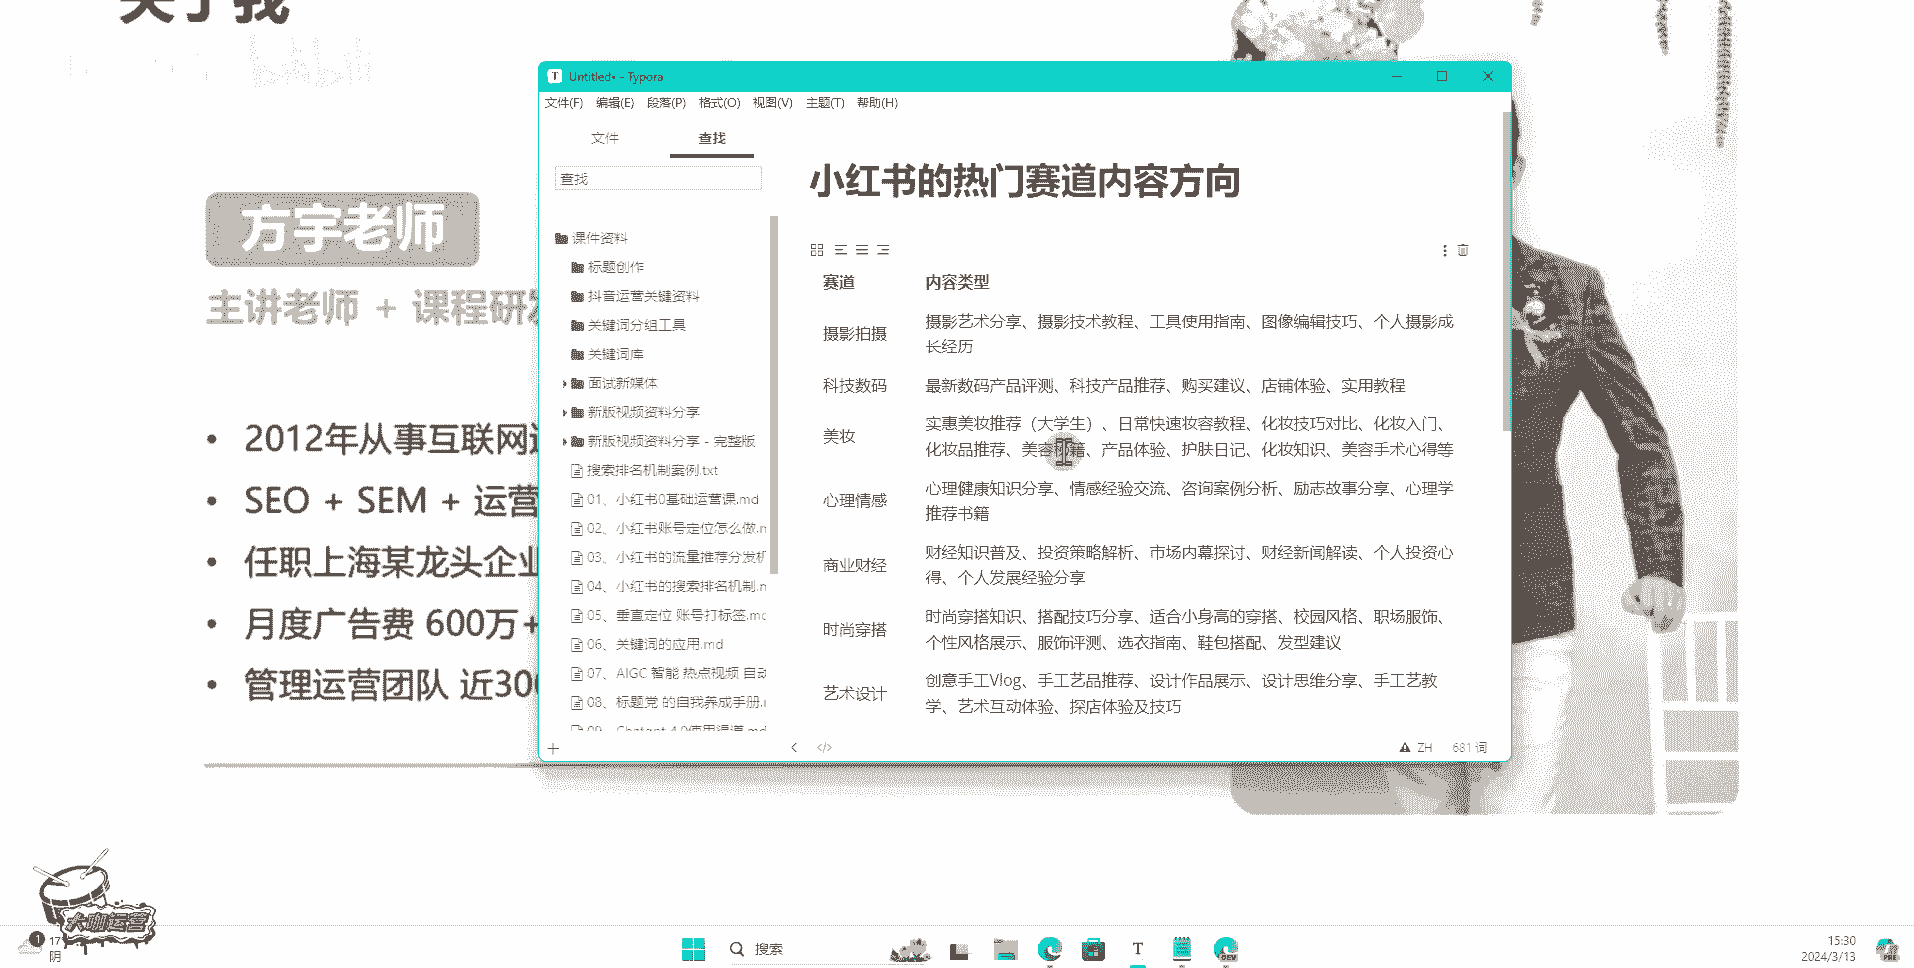 关于我
bilibili
方宇老师
主讲老师 + 课程研发
• 2012年从事互联网
• SEO + SEM + 运营
• 任职上海某龙头企业
• 月度广告费 600万+
• 管理运营团队 近300
Untitled• - Typora
文件(F) 编辑(E) 段落(P) 格式(O) 视图(V) 主题(T) 帮助(H)
文件 查找
查找
课件资料
标题创作
抖音运营关键资料
关键词分组工具
关键词库
面试新媒体
新版视频资料分享
新版视频资料分享 - 完整版
搜索排名机制案例.txt
01、小红书0基础运营课.md
02、小红书账号定位怎么做.m
03、小红书的流量推荐分发机
04、小红书的搜索排名机制.m
05、垂直定位 账号打标签.md
06、关键词的应用.md
07、AIGC 智能 热点视频 自动
08、标题党 的自我养成手册.m
09、Chatgpt 4.0使用渠道.md
小红书的热门赛道内容方向
赛道 内容类型
摄影拍摄 摄影艺术分享、摄影技术教程、工具使用指南、图像编辑技巧、个人摄影成
长经历
科技数码 最新数码产品评测、科技产品推荐、购买建议、店铺体验、实用教程
美妆 实惠美妆推荐（大学生）、日常快速妆容教程、化妆技巧对比、化妆入门、
化妆品推荐、美容秘籍、产品体验、护肤日记、化妆知识、美容手术心得等
心理情感 心理健康知识分享、情感经验交流、咨询案例分析、励志故事分享、心理学
推荐书籍
商业财经 财经知识普及、投资策略解析、市场内幕探讨、财经新闻解读、个人投资心
得、个人发展经验分享
时尚穿搭 时尚穿搭知识、搭配技巧分享、适合小身高的穿搭、校园风格、职场服饰、
个性风格展示、服饰评测、选衣指南、鞋包搭配、发型建议
艺术设计 创意手工Vlog、手工艺品推荐、设计作品展示、设计思维分享、手工艺教
学、艺术互动体验、探店体验及技巧
ZH 681 词
大咖运营
1
17°
阴
搜索
DEV
15:30
2024/3/13
PRE